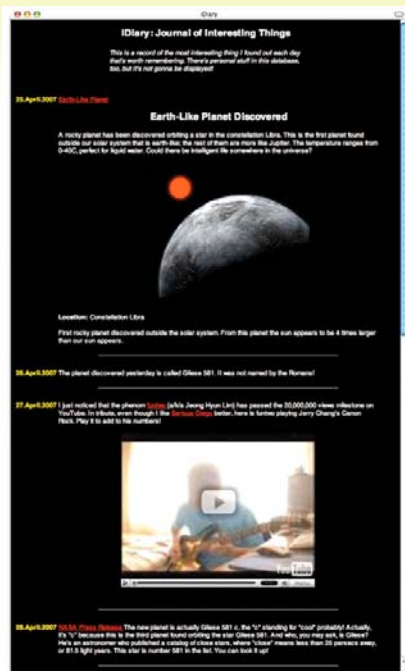 iDiary
IDiary: Journal of Interesting Things
This is a record of the most interesting thing I found out each day
that's worth remembering. There's personal stuff in this database,
too, but it's not gonna be displayed!
25.April.2007 Earth-Like Planet
Earth-Like Planet Discovered
A rocky planet has been discovered orbiting a star in the constellation Libra. This is the first planet found
outside our solar system that is earth-like; the rest of them are more like Jupiter. The temperature ranges from
0-40C, perfect for liquid water. Could there be intelligent life somewhere in the universe?
Location: Constellation Libra
First rocky planet discovered outside the solar system. From this planet the sun appears to be 4 times larger
than our sun appears.
26.April.2007 The planet discovered yesterday is called Gliese 581. It was not named by the Romans!
27.April.2007 I just noticed that the phenom funtwo (a/k/a Jeong Hyun Lim) has passed the 20,000,000 views milestone on
YouTube. In tribute, even though I like better, here is funtwo playing Jerry Chang's Canon
Rock. Play it to add to his numbers!
YouTube
28.April.2007 NASA Press Release The new planet is actually Gliese 581 c, the "c" standing for "cool" probably! Actually,
it's "c" because this is the third planet found orbiting the star Gliese 581. And who, you may ask, is Gliese?
He's an astronomer who published a catalog of close stars, where "close" means less than 25 parsecs away,
or 81.5 light years. This star is number 581 in the list. You can look it up!